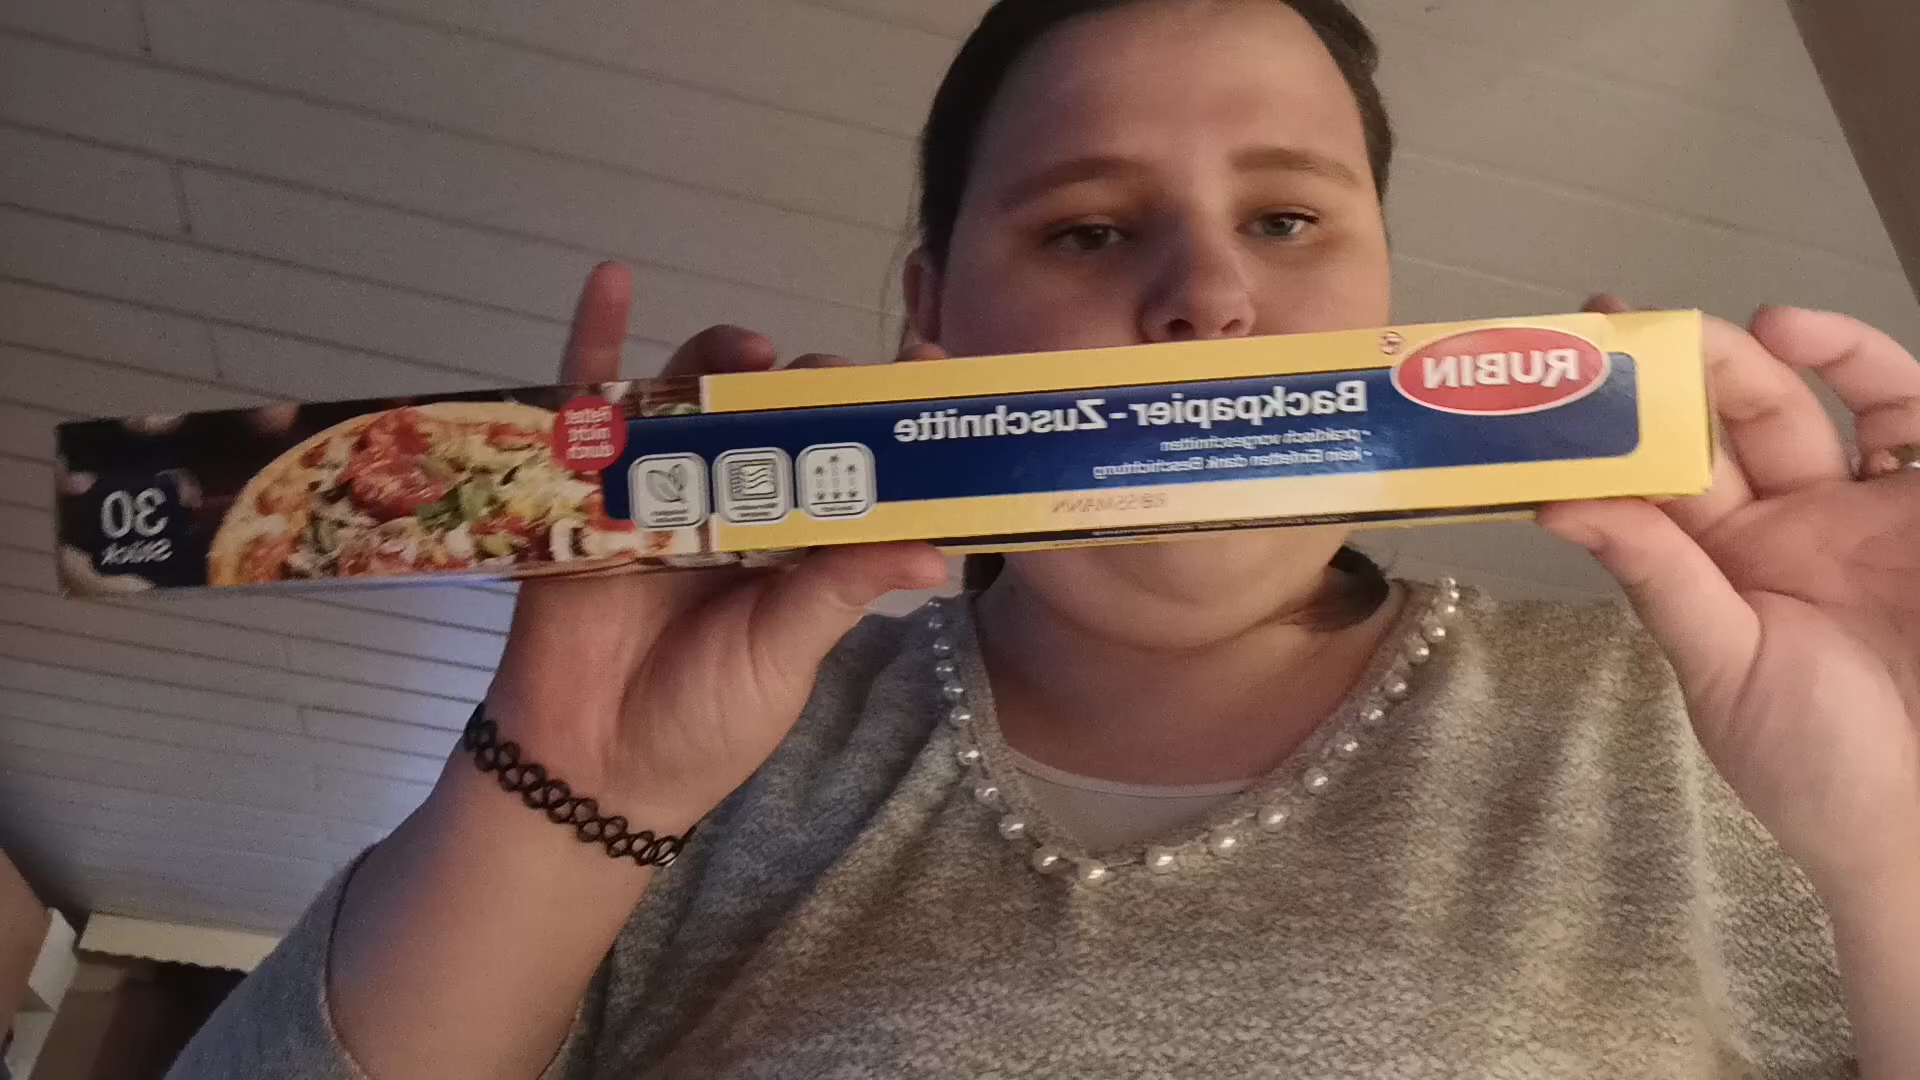 RUBIN
Backpapier-Zuschnitte
• praktisch vorgeschnitten
• kein Einfetten dank Beschichtung
ROSSMANN
Fettet
nicht
durch
30
Stück